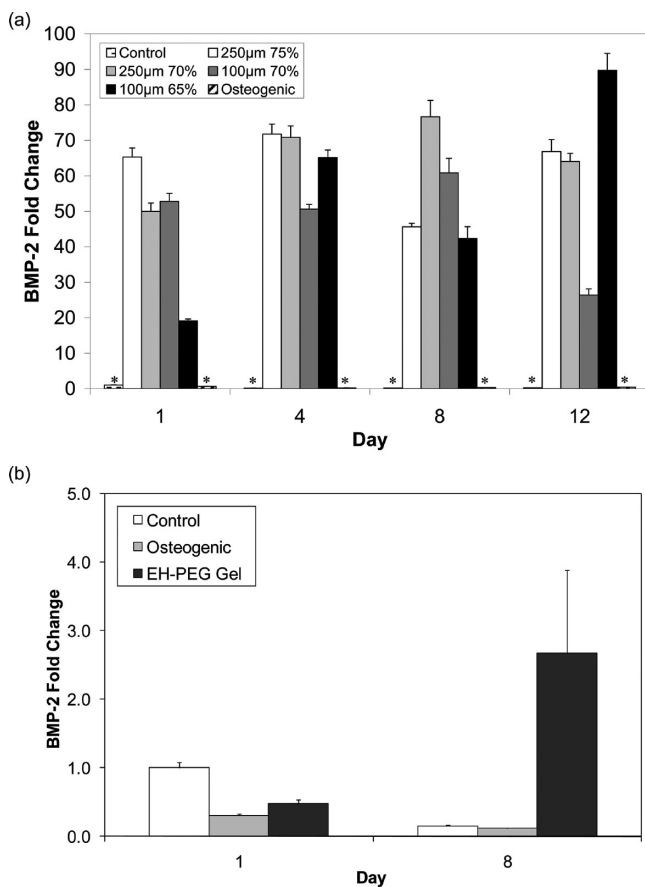 (a)
100
90
80
70
60
50
40
30
20
10
0
BMP-2 Fold Change
Control 250µm 75%
250µm 70% 100µm 70%
100µm 65% Osteogenic
* * * * * * * *
1 4 8 12
Day
(b)
5.0
4.0
3.0
2.0
1.0
0.0
BMP-2 Fold Change
Control
Osteogenic
EH-PEG Gel
1 8
Day